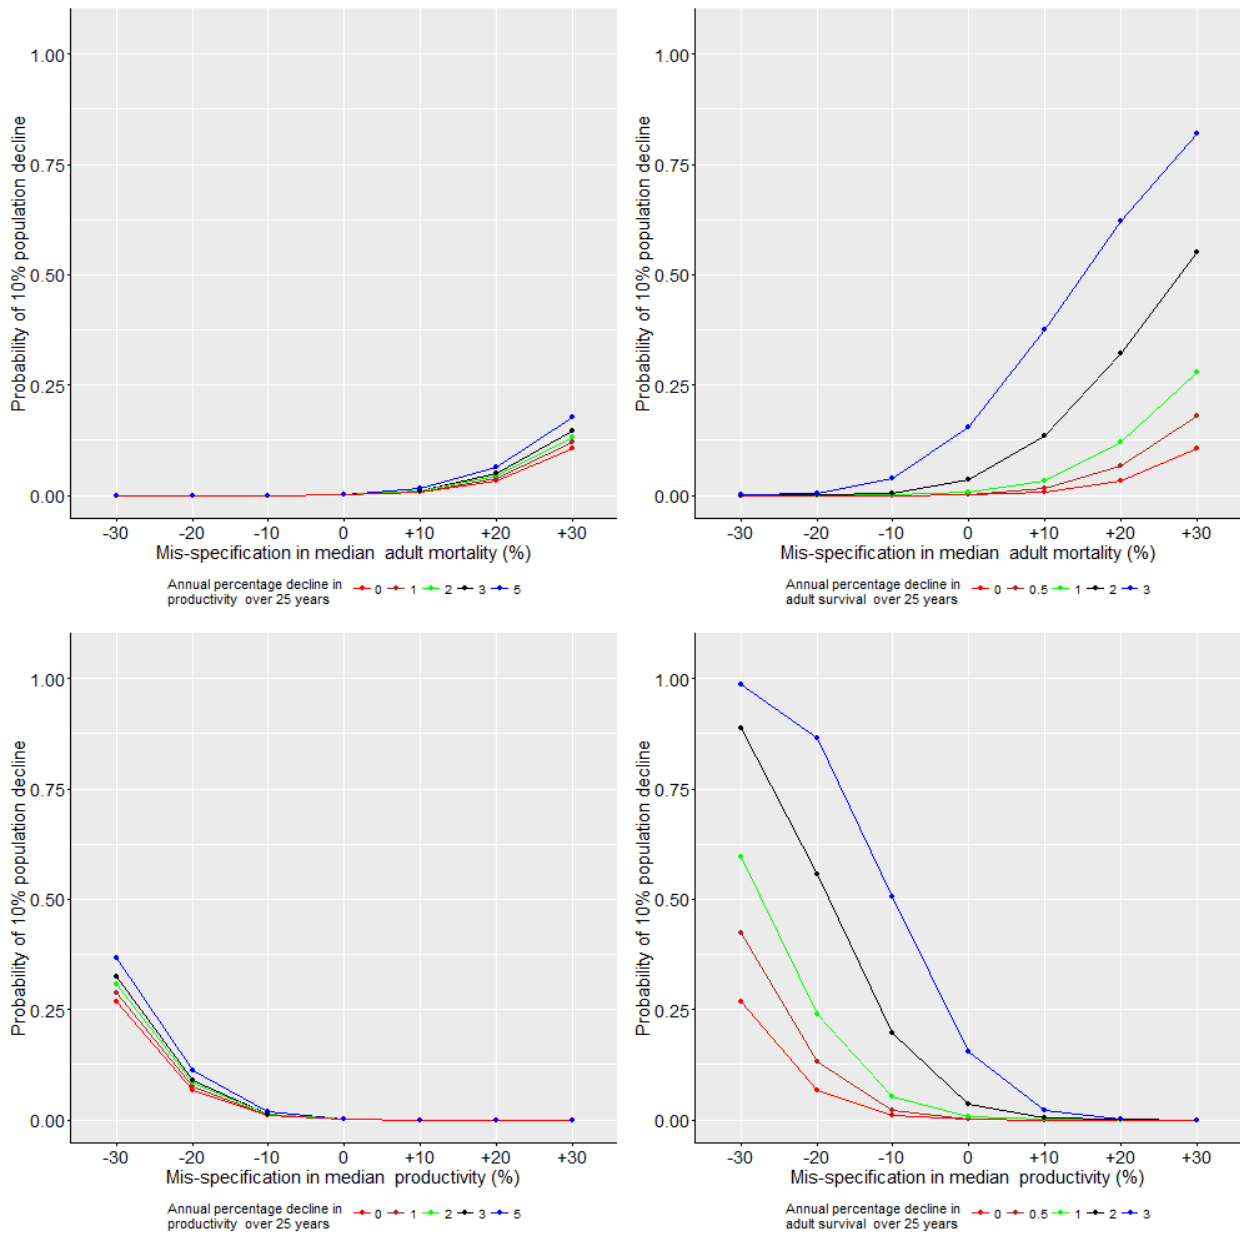 Probability of 10% population decline
1.00
0.75
0.50
0.25
0.00
-30 -20 -10 0 +10 +20 +30
Mis-specification in median  adult mortality (%)
Annual percentage decline in
productivity  over 25 years
0 1 2 3 5
Probability of 10% population decline
1.00
0.75
0.50
0.25
0.00
-30 -20 -10 0 +10 +20 +30
Mis-specification in median  adult mortality (%)
Annual percentage decline in
adult survival  over 25 years
0 0.5 1 2 3
Probability of 10% population decline
1.00
0.75
0.50
0.25
0.00
-30 -20 -10 0 +10 +20 +30
Mis-specification in median  productivity (%)
Annual percentage decline in
productivity  over 25 years
0 1 2 3 5
Probability of 10% population decline
1.00
0.75
0.50
0.25
0.00
-30 -20 -10 0 +10 +20 +30
Mis-specification in median  productivity (%)
Annual percentage decline in
adult survival  over 25 years
0 0.5 1 2 3